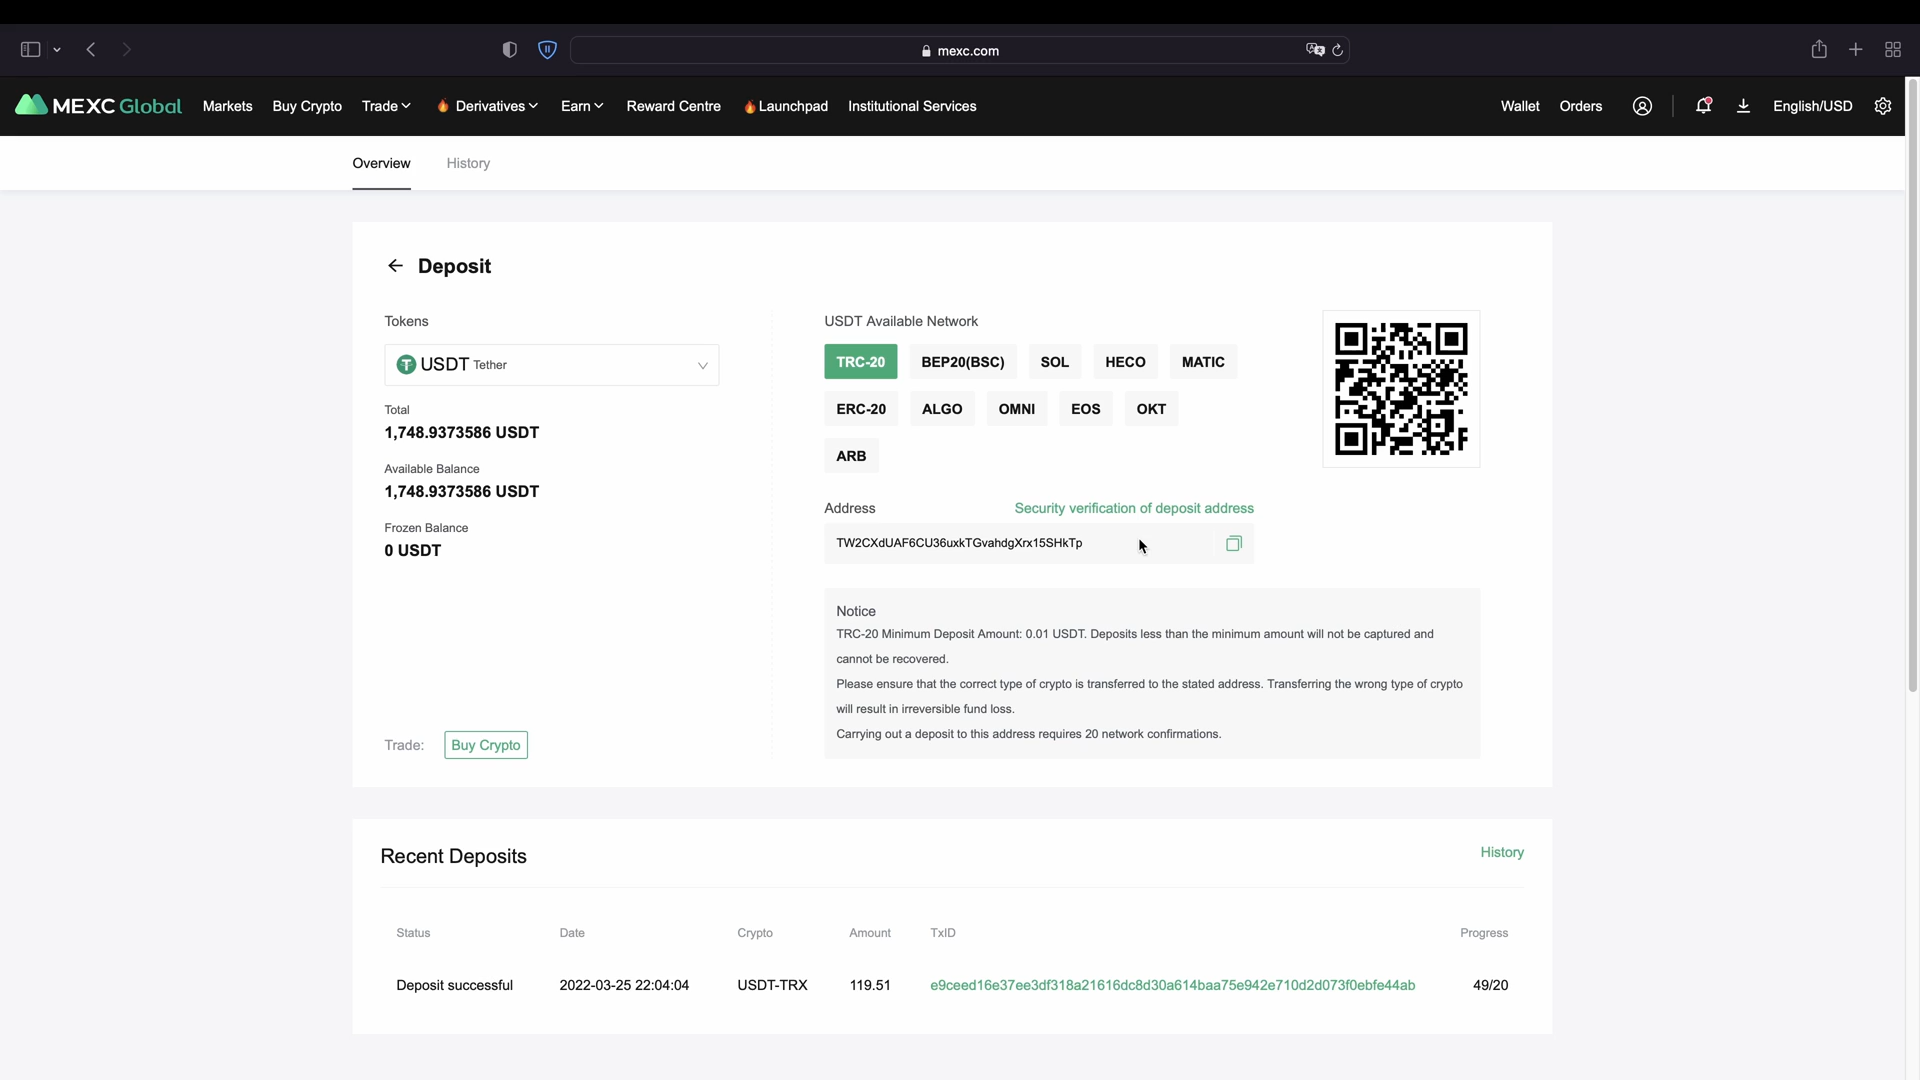 mexc.com
MEXC Global Markets Buy Crypto Trade Derivatives Earn Reward Centre Launchpad Institutional Services Wallet Orders English/USD
Overview History
Deposit
Tokens
USDT Tether
Total
1,748.9373586 USDT
Available Balance
1,748.9373586 USDT
Frozen Balance
0 USDT
Trade: Buy Crypto
USDT Available Network
TRC-20 BEP20(BSC) SOL HECO MATIC
ERC-20 ALGO OMNI EOS OKT
ARB
Address Security verification of deposit address
TW2CXdUAF6CU36uxkTGvahdgXrx15SHkTp
Notice
TRC-20 Minimum Deposit Amount: 0.01 USDT. Deposits less than the minimum amount will not be captured and
cannot be recovered.
Please ensure that the correct type of crypto is transferred to the stated address. Transferring the wrong type of crypto
will result in irreversible fund loss.
Carrying out a deposit to this address requires 20 network confirmations.
Recent Deposits History
Status Date Crypto Amount TxID Progress
Deposit successful 2022-03-25 22:04:04 USDT-TRX 119.51 e9ceed16e37ee3df318a21616dc8d30a614baa75e942e710d2d073f0ebfe44ab 49/20